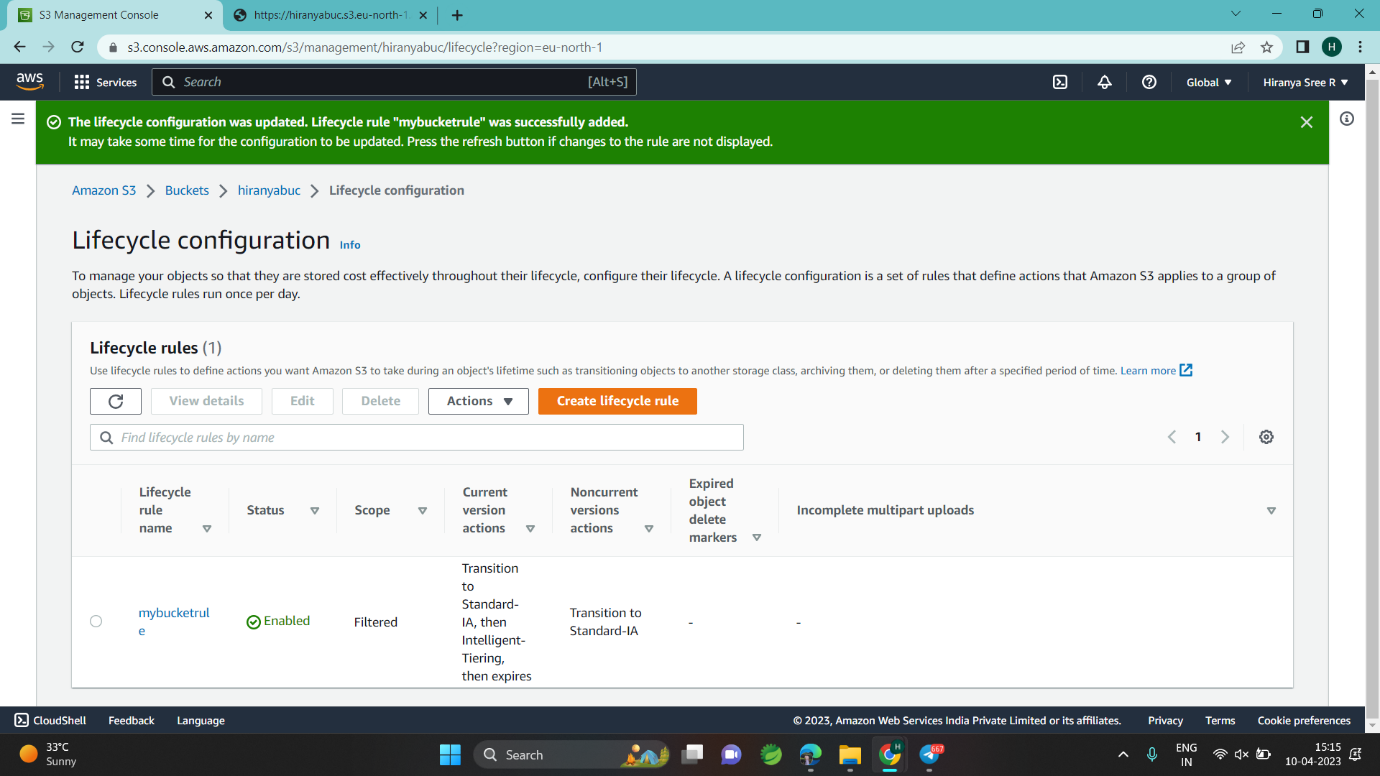 S3 Management Console
https://hiranyabuc.s3.eu-north-1.
s3.console.aws.amazon.com/s3/management/hiranyabuc/lifecycle?region=eu-north-1
H
aws
Services
Search
[Alt+S]
Global
Hiranya Sree R
The lifecycle configuration was updated. Lifecycle rule "mybucketrule" was successfully added.
It may take some time for the configuration to be updated. Press the refresh button if changes to the rule are not displayed.
Amazon S3
Buckets
hiranyabuc
Lifecycle configuration
Lifecycle configuration Info
To manage your objects so that they are stored cost effectively throughout their lifecycle, configure their lifecycle. A lifecycle configuration is a set of rules that define actions that Amazon S3 applies to a group of
objects. Lifecycle rules run once per day.
Lifecycle rules (1)
Use lifecycle rules to define actions you want Amazon S3 to take during an object's lifetime such as transitioning objects to another storage class, archiving them, or deleting them after a specified period of time. Learn more
View details
Edit
Delete
Actions
Create lifecycle rule
Find lifecycle rules by name
1
Lifecycle
rule
name
Status
Scope
Current
version
actions
Noncurrent
versions
actions
Expired
object
delete
markers
Incomplete multipart uploads
mybucketrul
e
Enabled
Filtered
Transition
to
Standard-
IA, then
Intelligent-
Tiering,
then expires
Transition to
Standard-IA
-
-
CloudShell
Feedback
Language
© 2023, Amazon Web Services India Private Limited or its affiliates.
Privacy
Terms
Cookie preferences
33°C
Sunny
Search
H
667
ENG
IN
15:15
10-04-2023